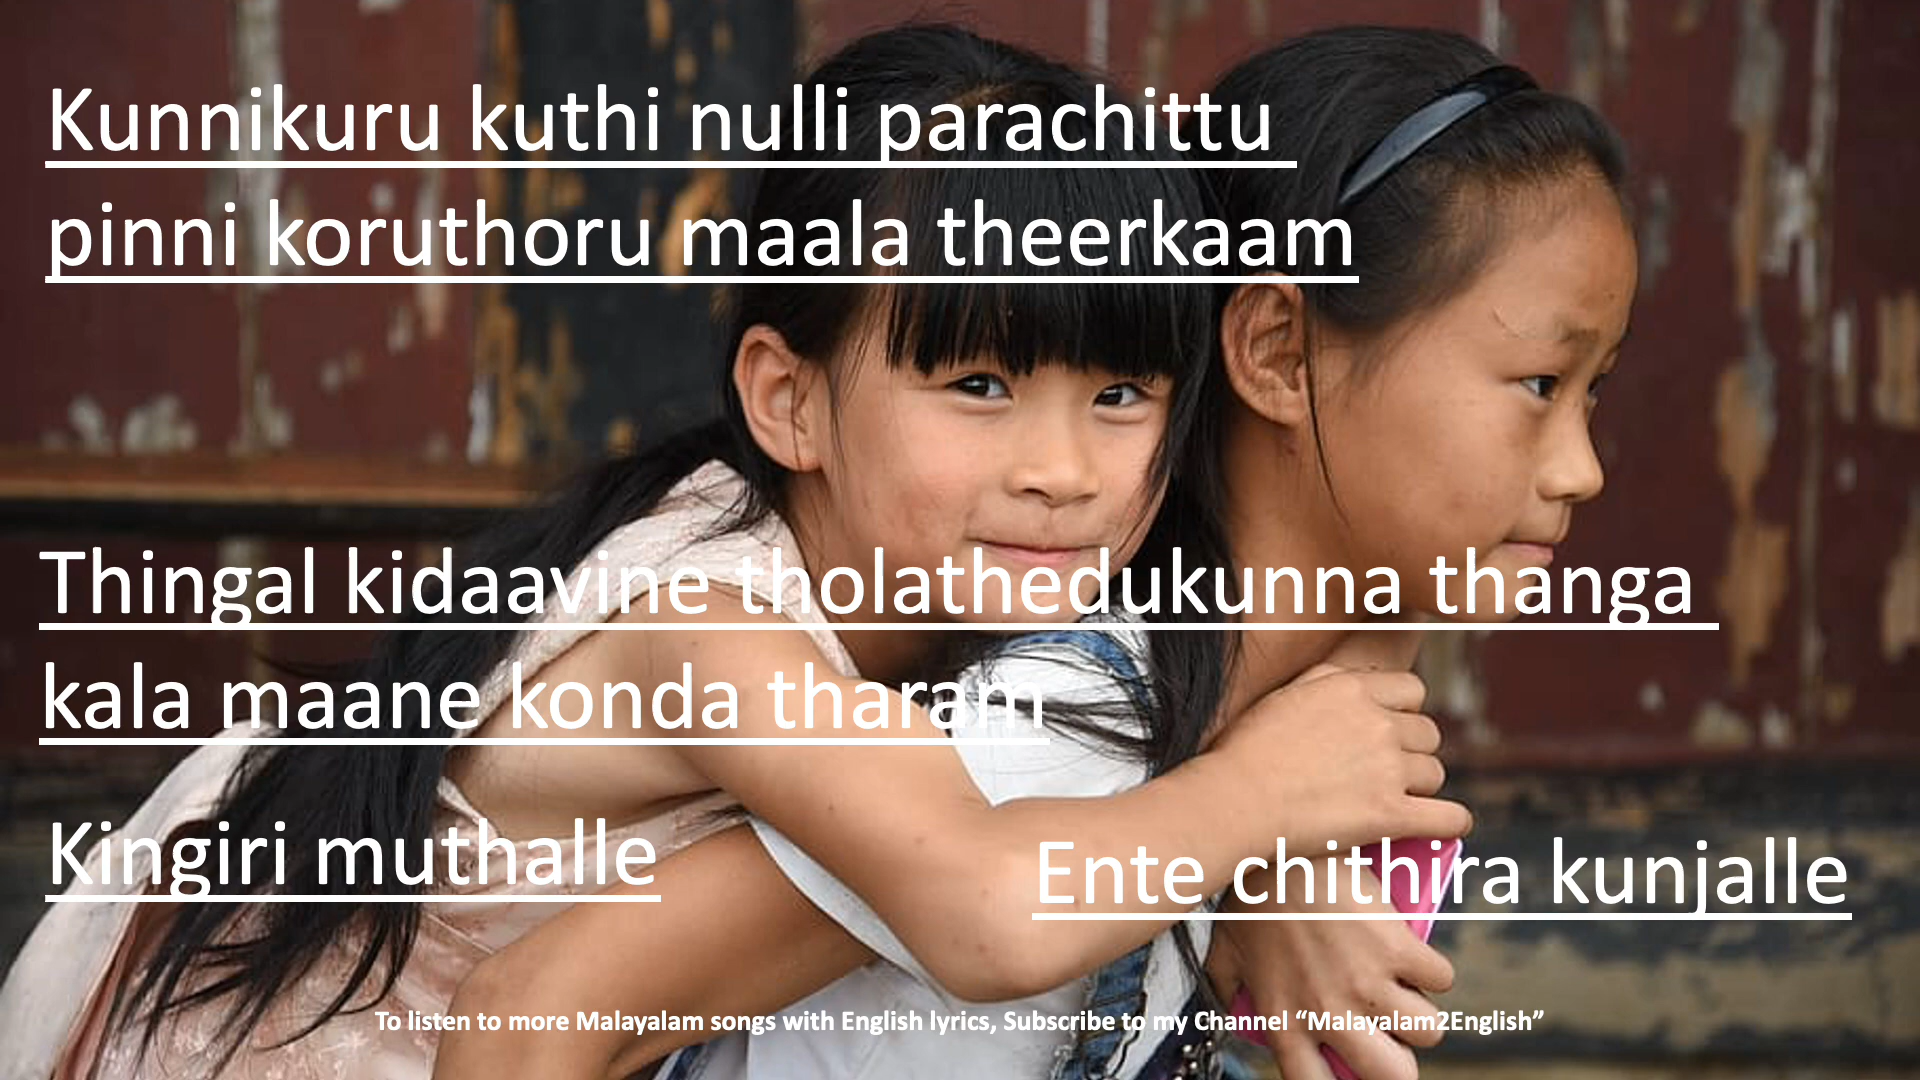 Kunnikuru kuthi nulli parachittu
pinni koruthoru maala theerkaam
Thingal kidaavine tholathedukunna thanga
kala maane konda tharam
Kingiri muthalle
Ente chithira kunjalle
To listen to more Malayalam songs with English lyrics, Subscribe to my Channel “Malayalam2English”